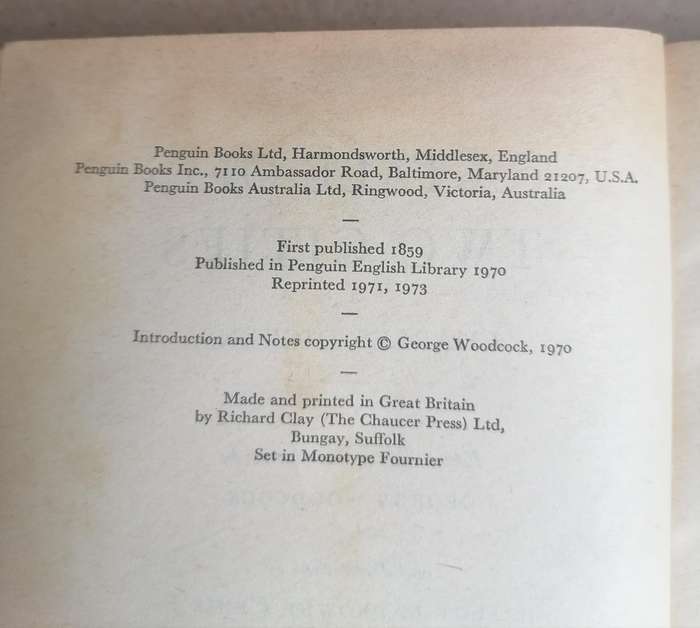 Penguin Books Ltd, Harmondsworth, Middlesex, England
Penguin Books Inc., 7110 Ambassador Road, Baltimore, Maryland 21207, U.S.A.
Penguin Books Australia Ltd, Ringwood, Victoria, Australia
—
First published 1859
Published in Penguin English Library 1970
Reprinted 1971, 1973
—
Introduction and Notes copyright © George Woodcock, 1970
—
Made and printed in Great Britain
by Richard Clay (The Chaucer Press) Ltd,
Bungay, Suffolk
Set in Monotype Fournier